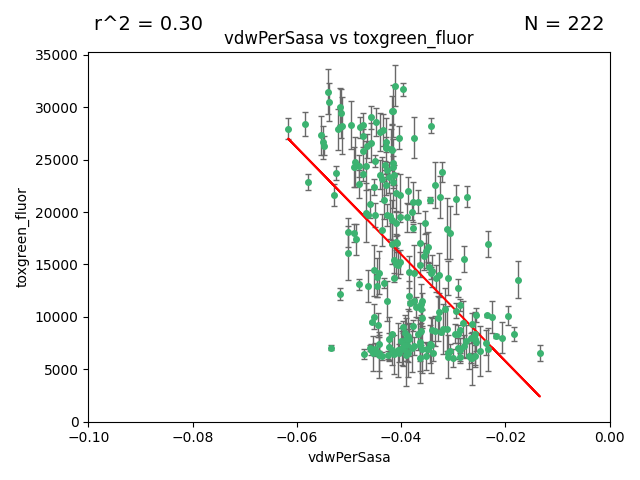 r^2 = 0.30 N = 222
vdwPerSasa vs toxgreen_fluor
35000
30000
25000
20000
15000
10000
5000
0
toxgreen_fluor
−0.10 −0.08 −0.06 −0.04 −0.02 0.00
vdwPerSasa